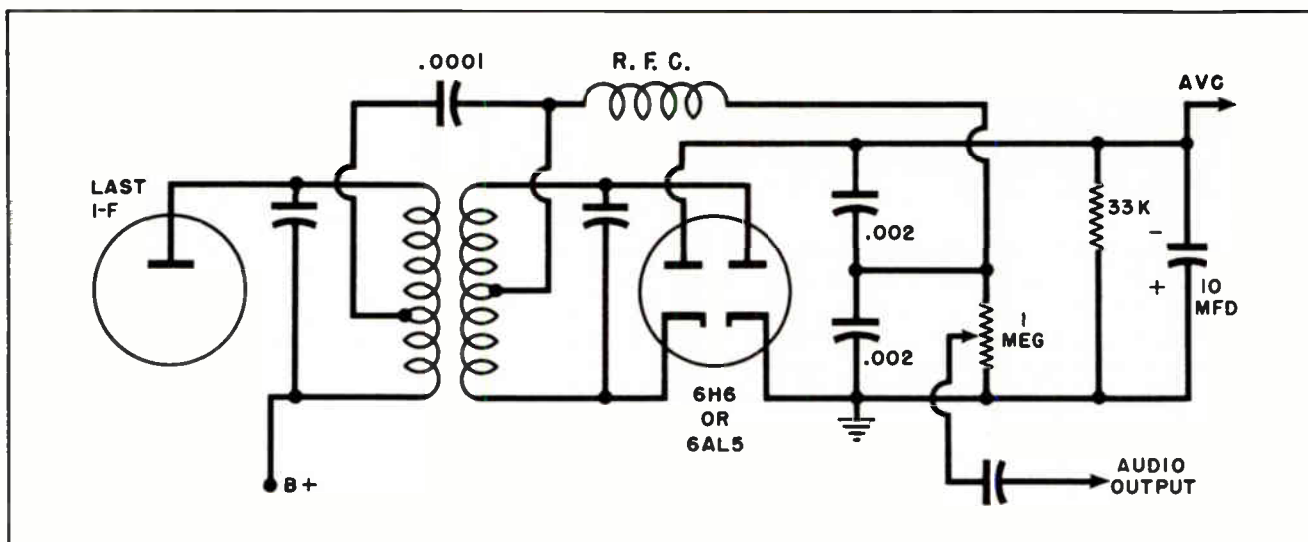 .0001
R. F. C.
AVC
LAST
I-F
33K
.002
-
+
10
MFD
1
MEG
.002
6H6
OR
6AL5
B+
AUDIO
OUTPUT